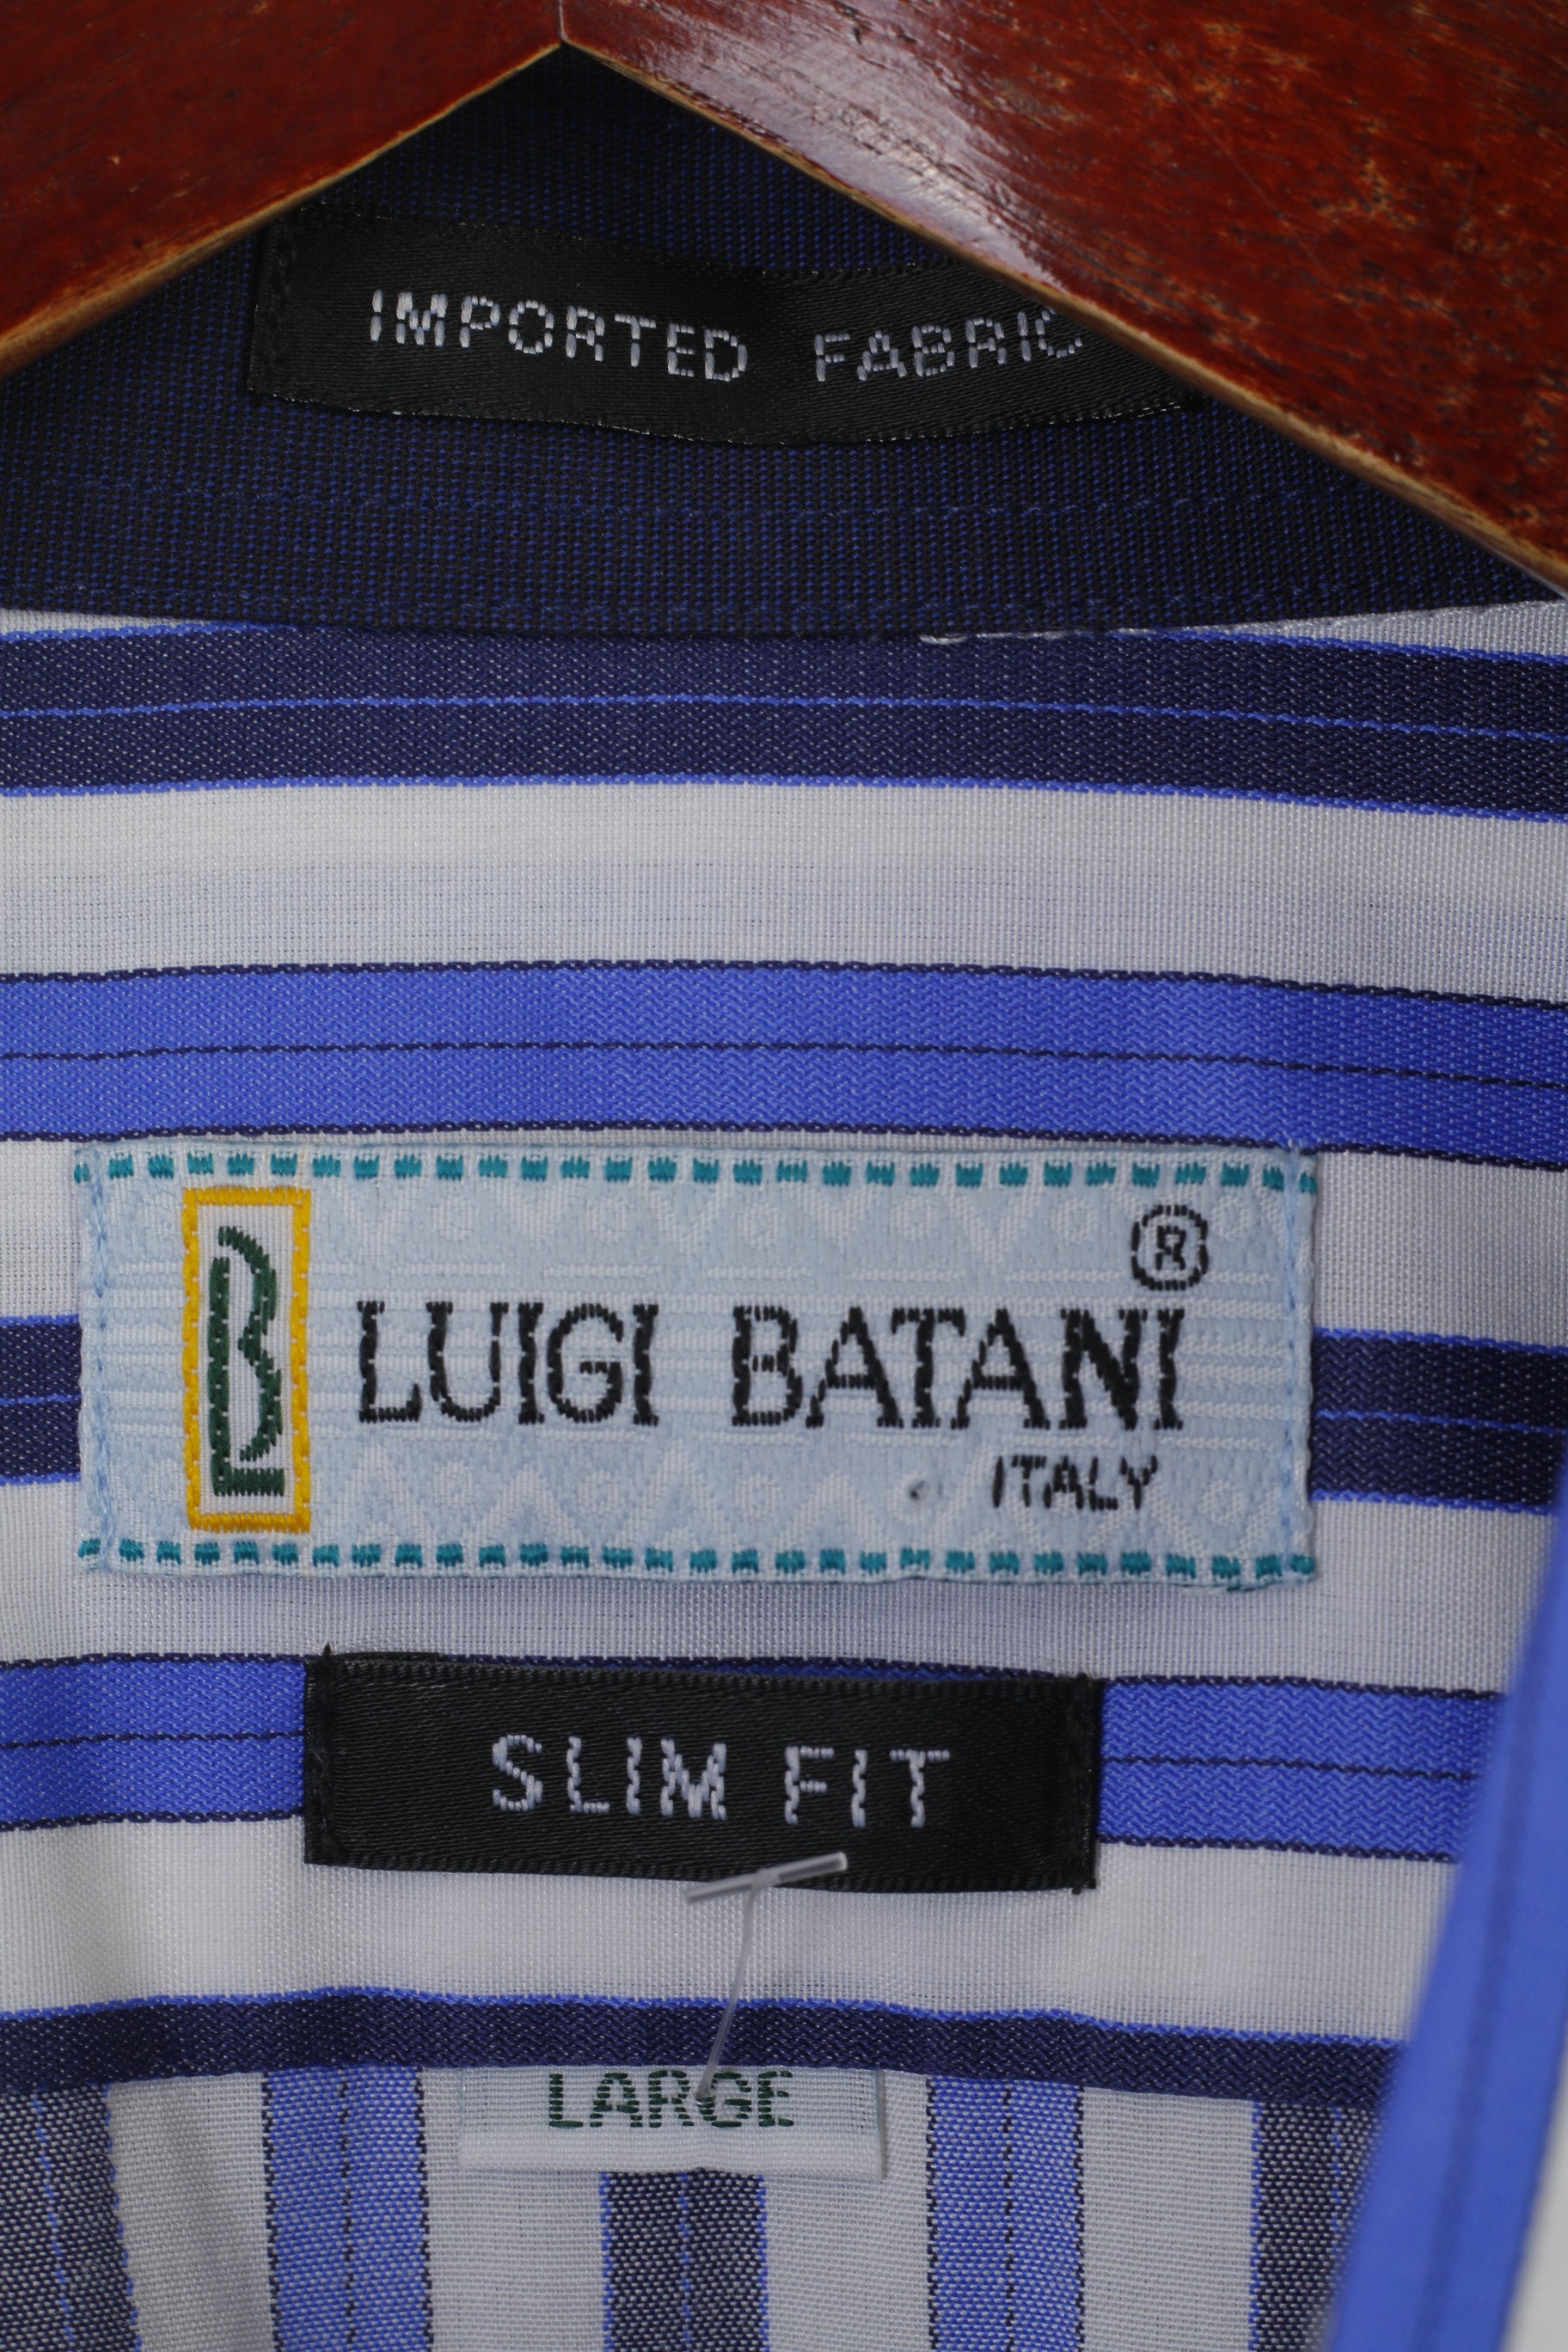 IMPORTED FABRIC
B LUIGI BATANI ®
ITALY
SLIM FIT
LARGE